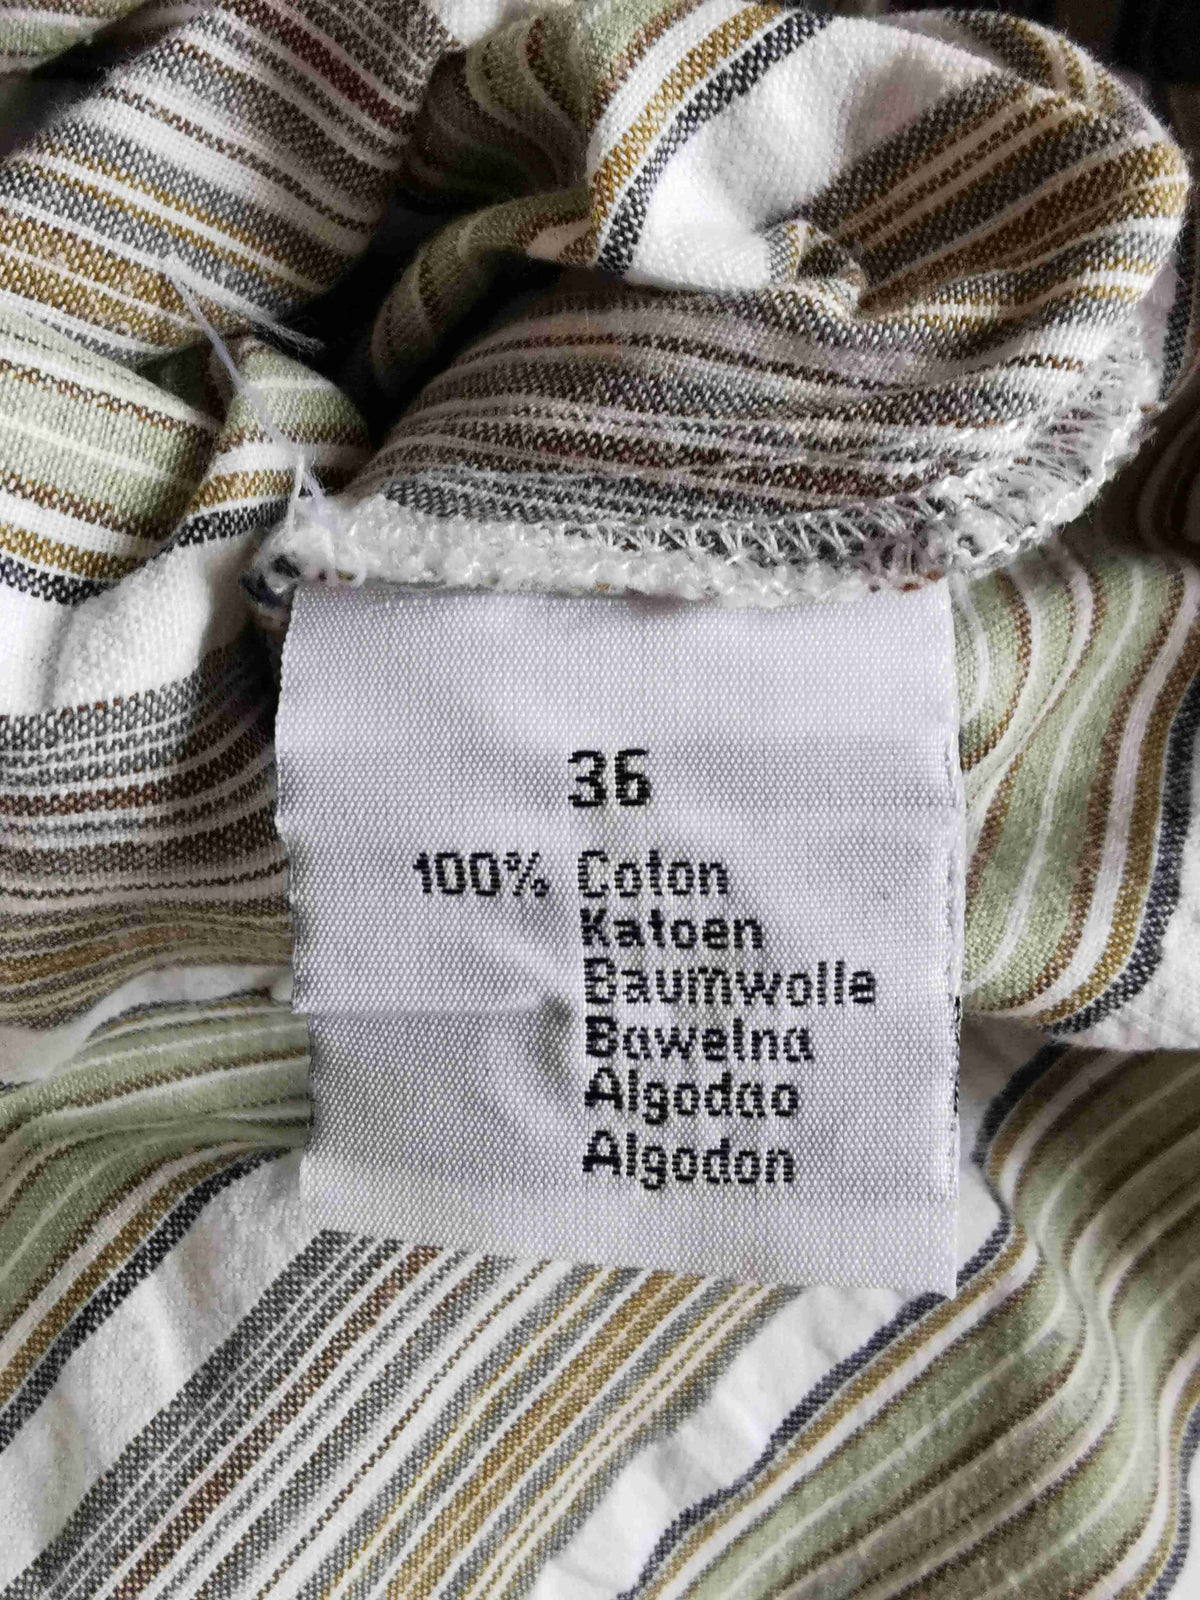 36
100% Coton
Katoen
Baumwolle
Bawelna
Algodao
Algodon